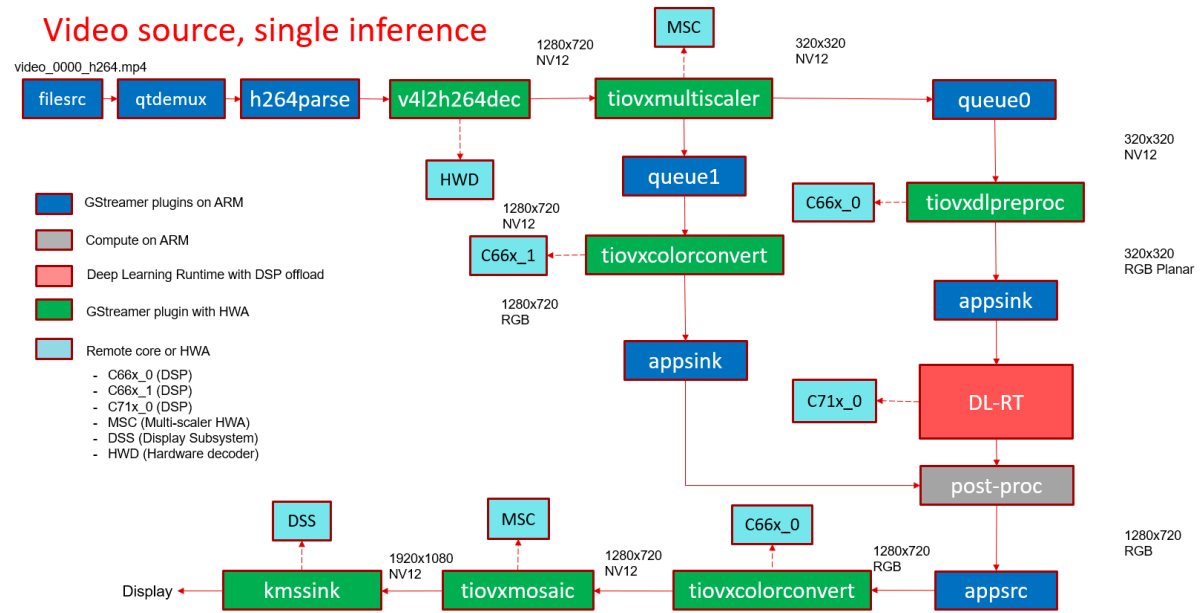 Video source, single inference
MSC
1280x720
NV12
320x320
NV12
video_0000_h264.mp4
filesrc
qtdemux
h264parse
v4l2h264dec
tiovxmultiscaler
queue0
320x320
NV12
HWD
queue1
C66x_0
tiovxdlpreproc
GStreamer plugins on ARM
1280x720
NV12
Compute on ARM
C66x_1
tiovxcolorconvert
320x320
RGB Planar
Deep Learning Runtime with DSP offload
GStreamer plugin with HWA
1280x720
RGB
appsink
Remote core or HWA
- C66x_0 (DSP)
- C66x_1 (DSP)
- C71x_0 (DSP)
- MSC (Multi-scaler HWA)
- DSS (Display Subsystem)
- HWD (Hardware decoder)
appsink
C71x_0
DL-RT
post-proc
DSS
MSC
C66x_0
1280x720
RGB
1920x1080
NV12
1280x720
NV12
1280x720
RGB
Display
kmssink
tiovxmosaic
tiovxcolorconvert
appsrc